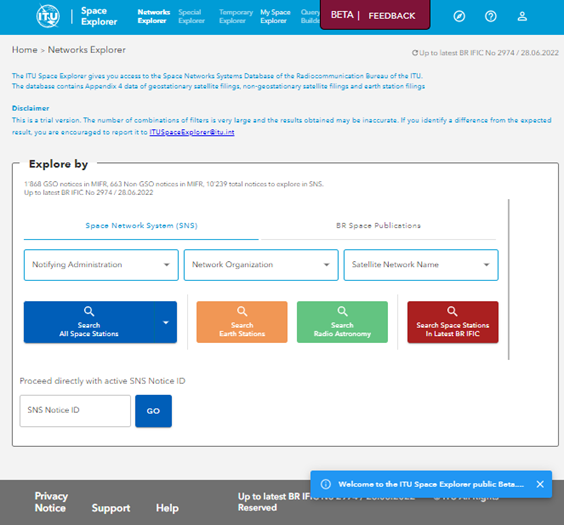 ITU Space Explorer
Networks Explorer
Special Explorer
Temporary Explorer
My Space Explorer
Query Builde
BETA | FEEDBACK
Home > Networks Explorer
Up to latest BR IFIC No 2974 / 28.06.2022
The ITU Space Explorer gives you access to the Space Networks Systems Database of the Radiocommunication Bureau of the ITU.
The database contains Appendix 4 data of geostationary satellite filings, non-geostationary satellite filings and earth station filings
Disclaimer
This is a trial version. The number of combinations of filters is very large and the results obtained may be inaccurate. If you identify a difference from the expected
result, you are encouraged to report it to ITUSpaceExplorer@itu.int
Explore by
1'868 GSO notices in MIFR, 663 Non GSO notices in MIFR, 10'239 total notices to explore in SNS.
Up to latest BR IFIC No 2974 / 28.06.2022
Space Network System (SNS)
BR Space Publications
Notifying Administration
Network Organization
Satellite Network Name
Search
All Space Stations
Search
Earth Stations
Search
Radio Astronomy
Search Space Stations
In Latest BR IFIC
Proceed directly with active SNS Notice ID
SNS Notice ID
GO
Welcome to the ITU Space Explorer public Beta....
Privacy Notice
Support
Help
Up to latest BR IFIC
Reserved